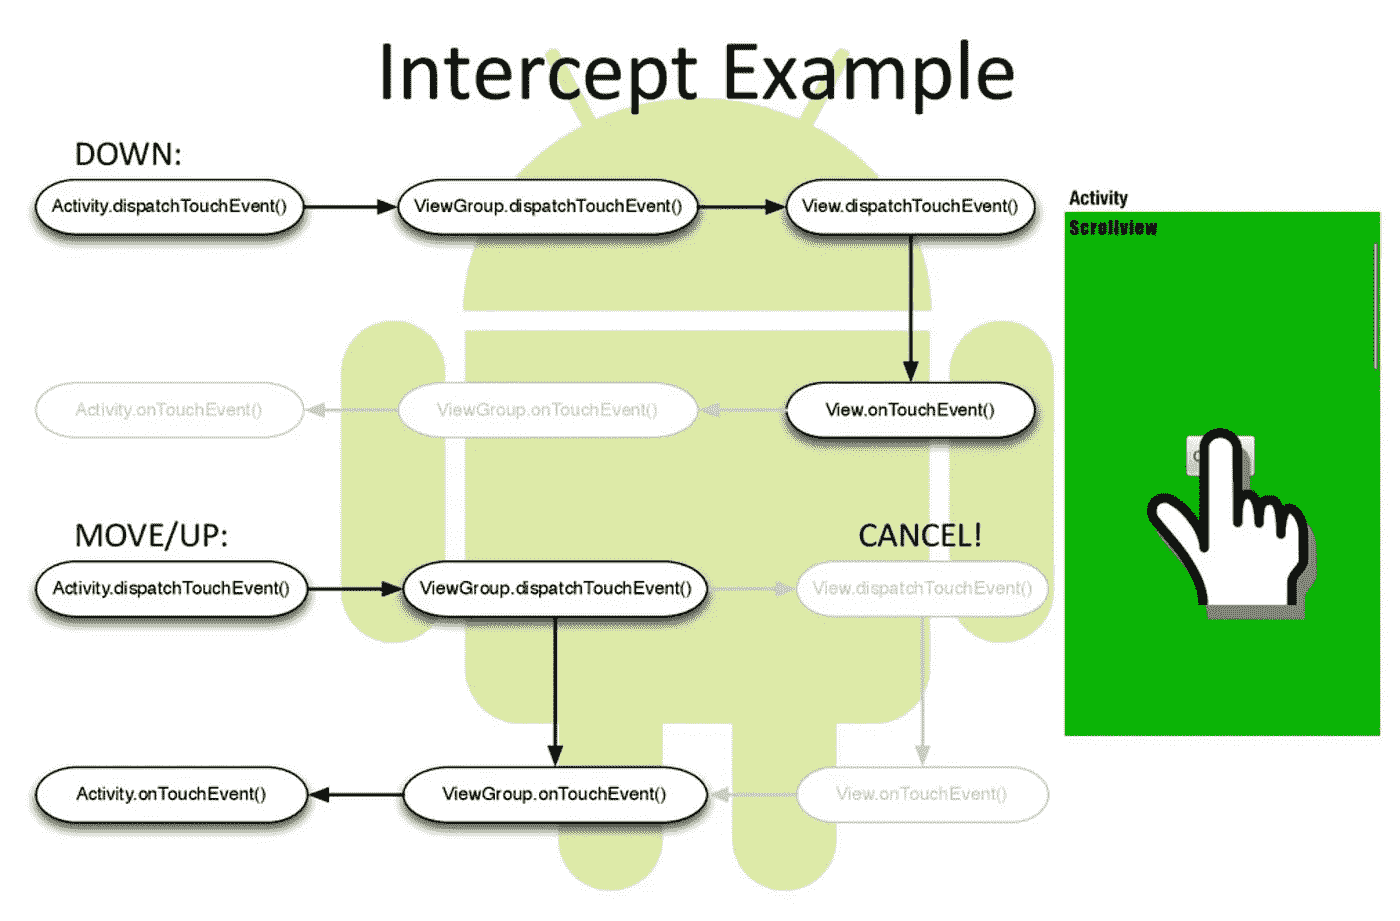 Intercept Example
DOWN:
Activity.dispatchTouchEvent()
ViewGroup.dispatchTouchEvent()
View.dispatchTouchEvent()
Activity.onTouchEvent()
ViewGroup.onTouchEvent()
View.onTouchEvent()
MOVE/UP:
CANCEL!
Activity.dispatchTouchEvent()
ViewGroup.dispatchTouchEvent()
View.dispatchTouchEvent()
Activity.onTouchEvent()
ViewGroup.onTouchEvent()
View.onTouchEvent()
Activity
Scrollview